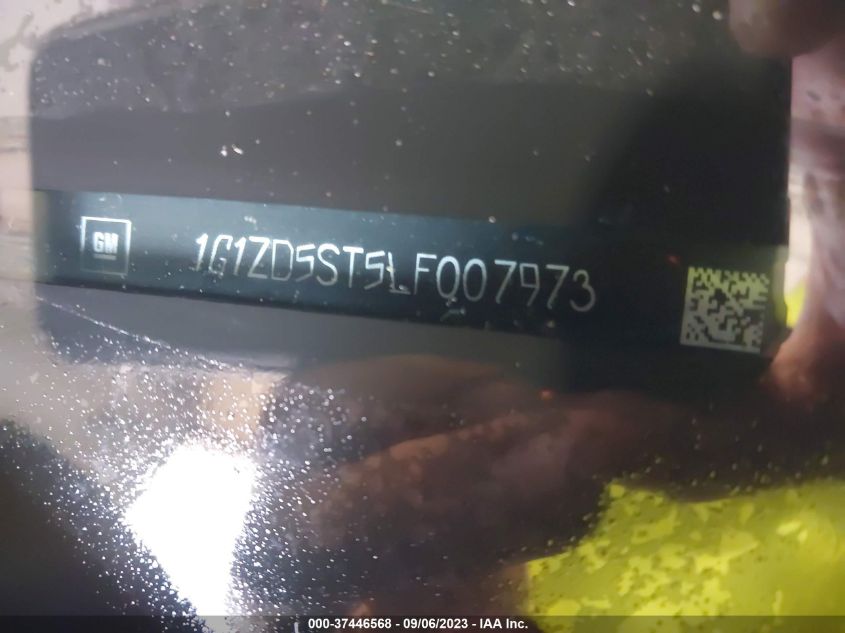 GM
1G1ZD5ST5LF007973
000-37446568 - 09/06/2023 - IAA Inc.